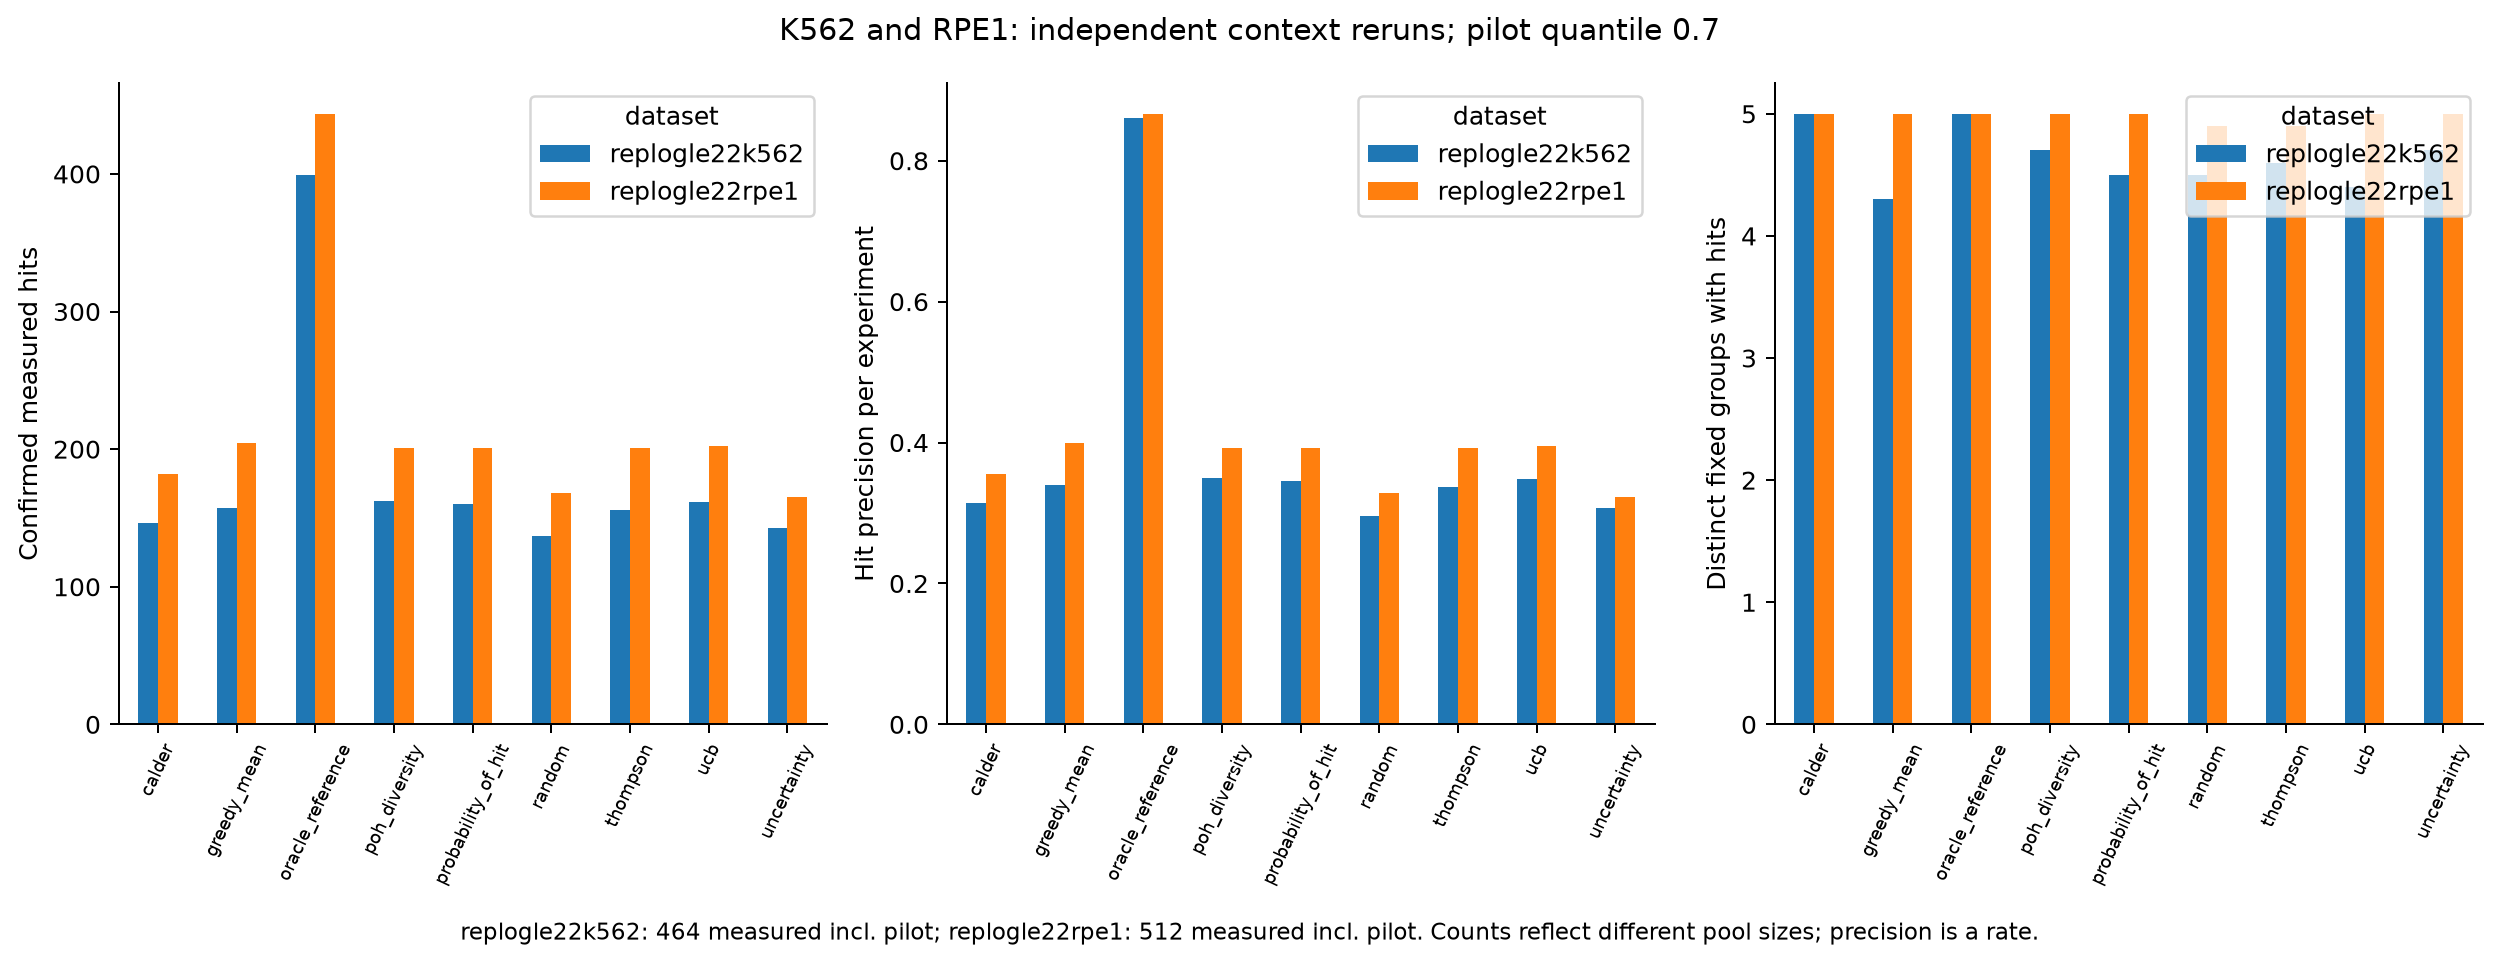 K562 and RPE1: independent context reruns; pilot quantile 0.7
Confirmed measured hits
400
300
200
100
0
dataset
replogle22k562
replogle22rpe1
calder
greedy_mean
oracle_reference
poh_diversity
probability_of_hit
random
thompson
ucb
uncertainty
Hit precision per experiment
0.8
0.6
0.4
0.2
0.0
dataset
replogle22k562
replogle22rpe1
calder
greedy_mean
oracle_reference
poh_diversity
probability_of_hit
random
thompson
ucb
uncertainty
Distinct fixed groups with hits
5
4
3
2
1
0
dataset
replogle22k562
replogle22rpe1
calder
greedy_mean
oracle_reference
poh_diversity
probability_of_hit
random
thompson
ucb
uncertainty
replogle22k562: 464 measured incl. pilot; replogle22rpe1: 512 measured incl. pilot. Counts reflect different pool sizes; precision is a rate.